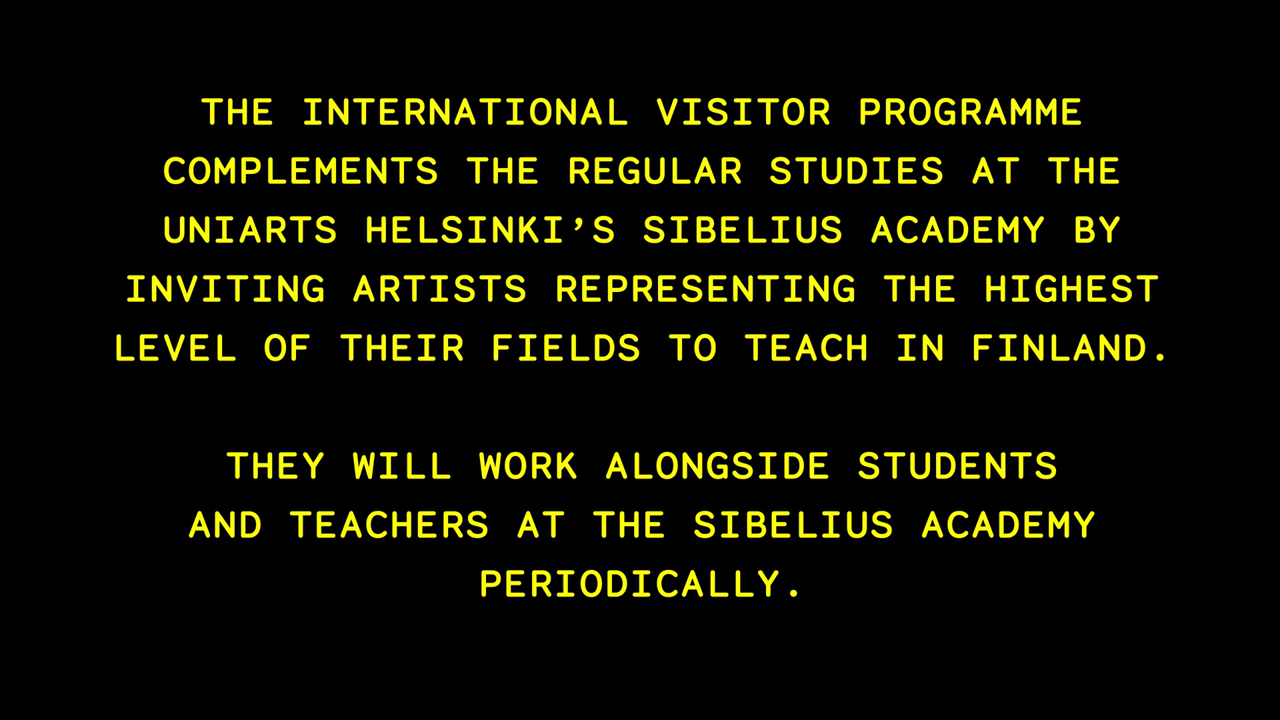 THE INTERNATIONAL VISITOR PROGRAMME
COMPLEMENTS THE REGULAR STUDIES AT THE
UNIARTS HELSINKI’S SIBELIUS ACADEMY BY
INVITING ARTISTS REPRESENTING THE HIGHEST
LEVEL OF THEIR FIELDS TO TEACH IN FINLAND.
THEY WILL WORK ALONGSIDE STUDENTS
AND TEACHERS AT THE SIBELIUS ACADEMY
PERIODICALLY.